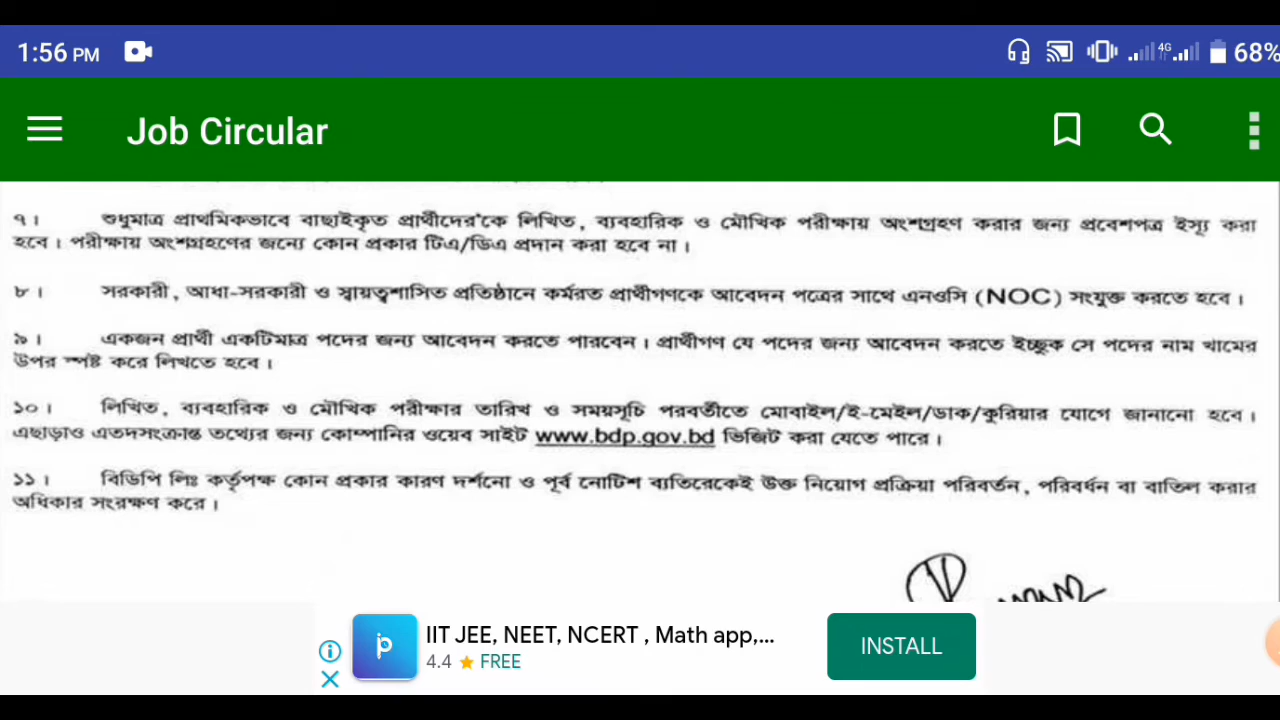 1:56 PM 4G 68%
Job Circular
৭। শুধুমাত্র প্রাথমিকভাবে বাছাইকৃত প্রার্থীদের'কে লিখিত, ব্যবহারিক ও মৌখিক পরীক্ষায় অংশগ্রহণ করার জন্য প্রবেশপত্র ইস্যূ করা
হবে। পরীক্ষায় অংশগ্রহণের জন্যে কোন প্রকার টিএ/ডিএ প্রদান করা হবে না।
৮। সরকারী, আধা-সরকারী ও স্বায়ত্বশাসিত প্রতিষ্ঠানে কর্মরত প্রার্থীগণকে আবেদন পত্রের সাথে এনওসি (NOC) সংযুক্ত করতে হবে।
৯। একজন প্রার্থী একটিমাত্র পদের জন্য আবেদন করতে পারবেন। প্রার্থীগণ যে পদের জন্য আবেদন করতে ইচ্ছুক সে পদের নাম খামের
উপর স্পষ্ট করে লিখতে হবে।
১০। লিখিত, ব্যবহারিক ও মৌখিক পরীক্ষার তারিখ ও সময়সূচি পরবর্তীতে মোবাইল/ই-মেইল/ডাক/কুরিয়ার যোগে জানানো হবে।
এছাড়াও এতদসংক্রান্ত তথ্যের জন্য কোম্পানির ওয়েব সাইট www.bdp.gov.bd ভিজিট করা যেতে পারে।
১১। বিডিপি লিঃ কর্তৃপক্ষ কোন প্রকার কারণ দর্শনো ও পূর্ব নোটিশ ব্যতিরেকেই উক্ত নিয়োগ প্রক্রিয়া পরিবর্তন, পরিবর্ধন বা বাতিল করার
অধিকার সংরক্ষণ করে।
IIT JEE, NEET, NCERT , Math app,...
4.4 ★ FREE
INSTALL